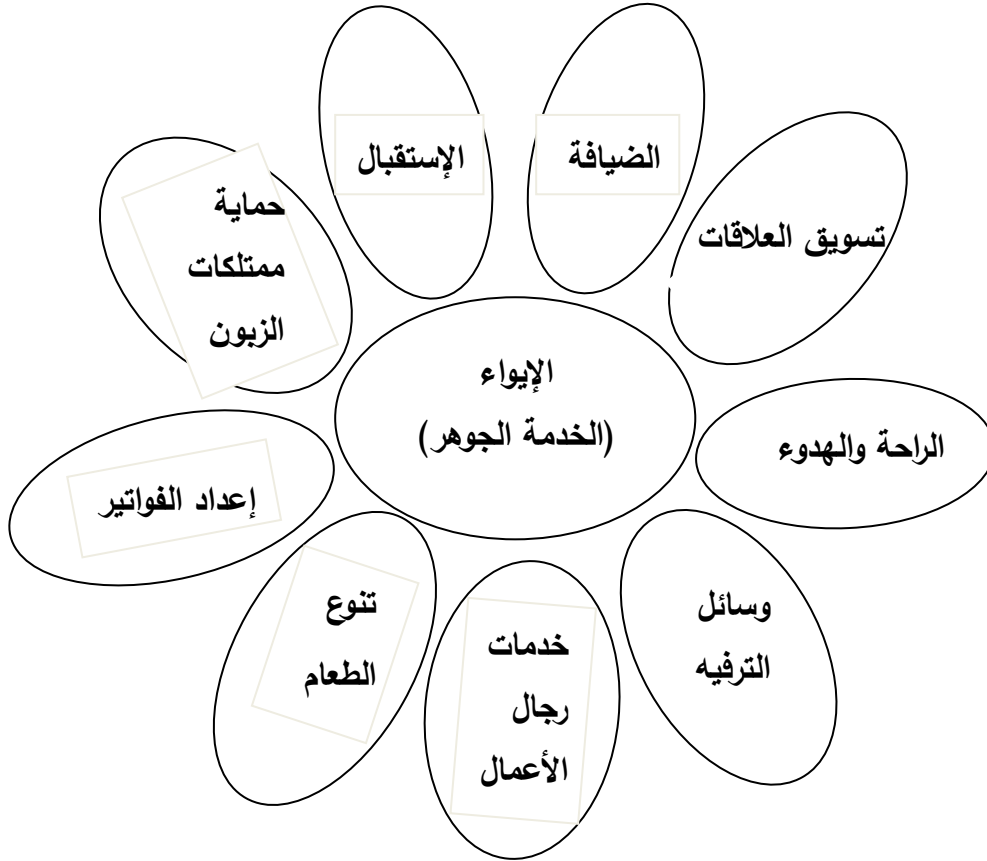 الضيافة
الإستقبال
تسويق العلاقات
حماية
ممتلكات
الزبون
الإيواء
(الخدمة الجوهر)
الراحة والهدوء
إعداد الفواتير
وسائل
الترفيه
تنوع
الطعام
خدمات
رجال
الأعمال